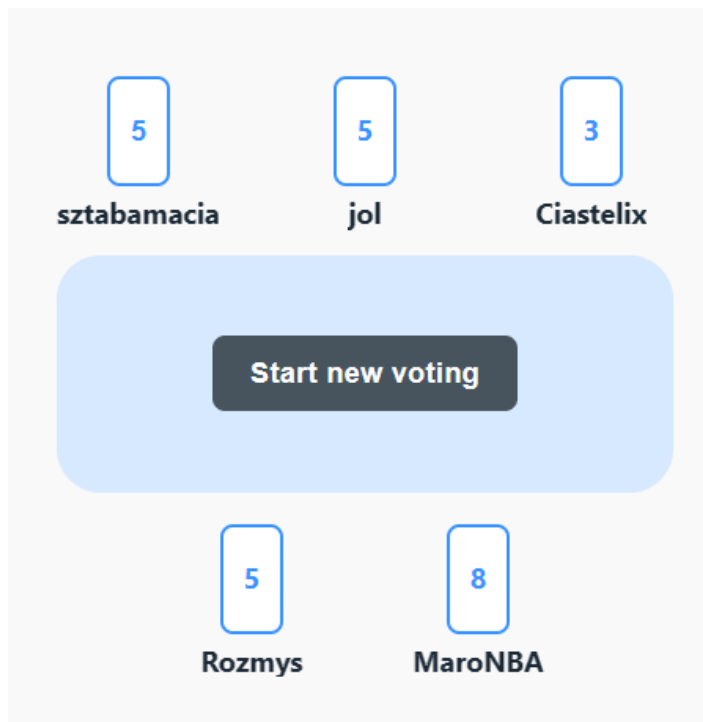 5 5 3
sztabamacia jol Ciastelix
Start new voting
5 8
Rozmys MaroNBA